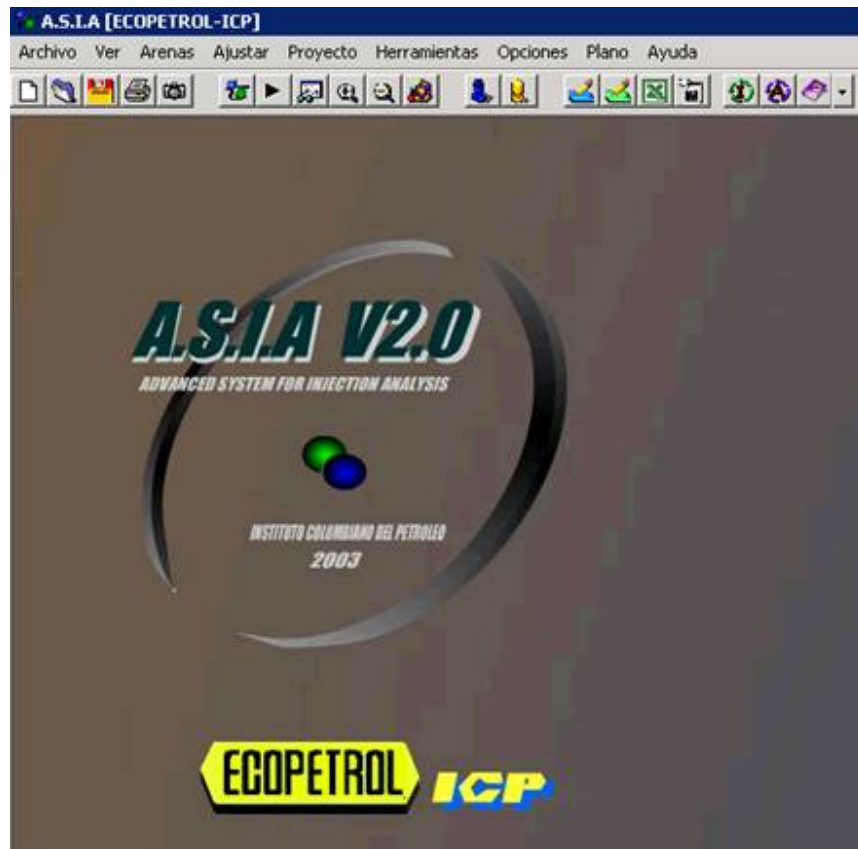 A.S.I.A [ECOPETROL-ICP]
Archivo Ver Arenas Ajustar Proyecto Herramientas Opciones Plano Ayuda
A.S.I.A V2.0
ADVANCED SYSTEM FOR INJECTION ANALYSIS
INSTITUTO COLOMBIANO DEL PETROLEO
2003
ECOPETROL
ICP